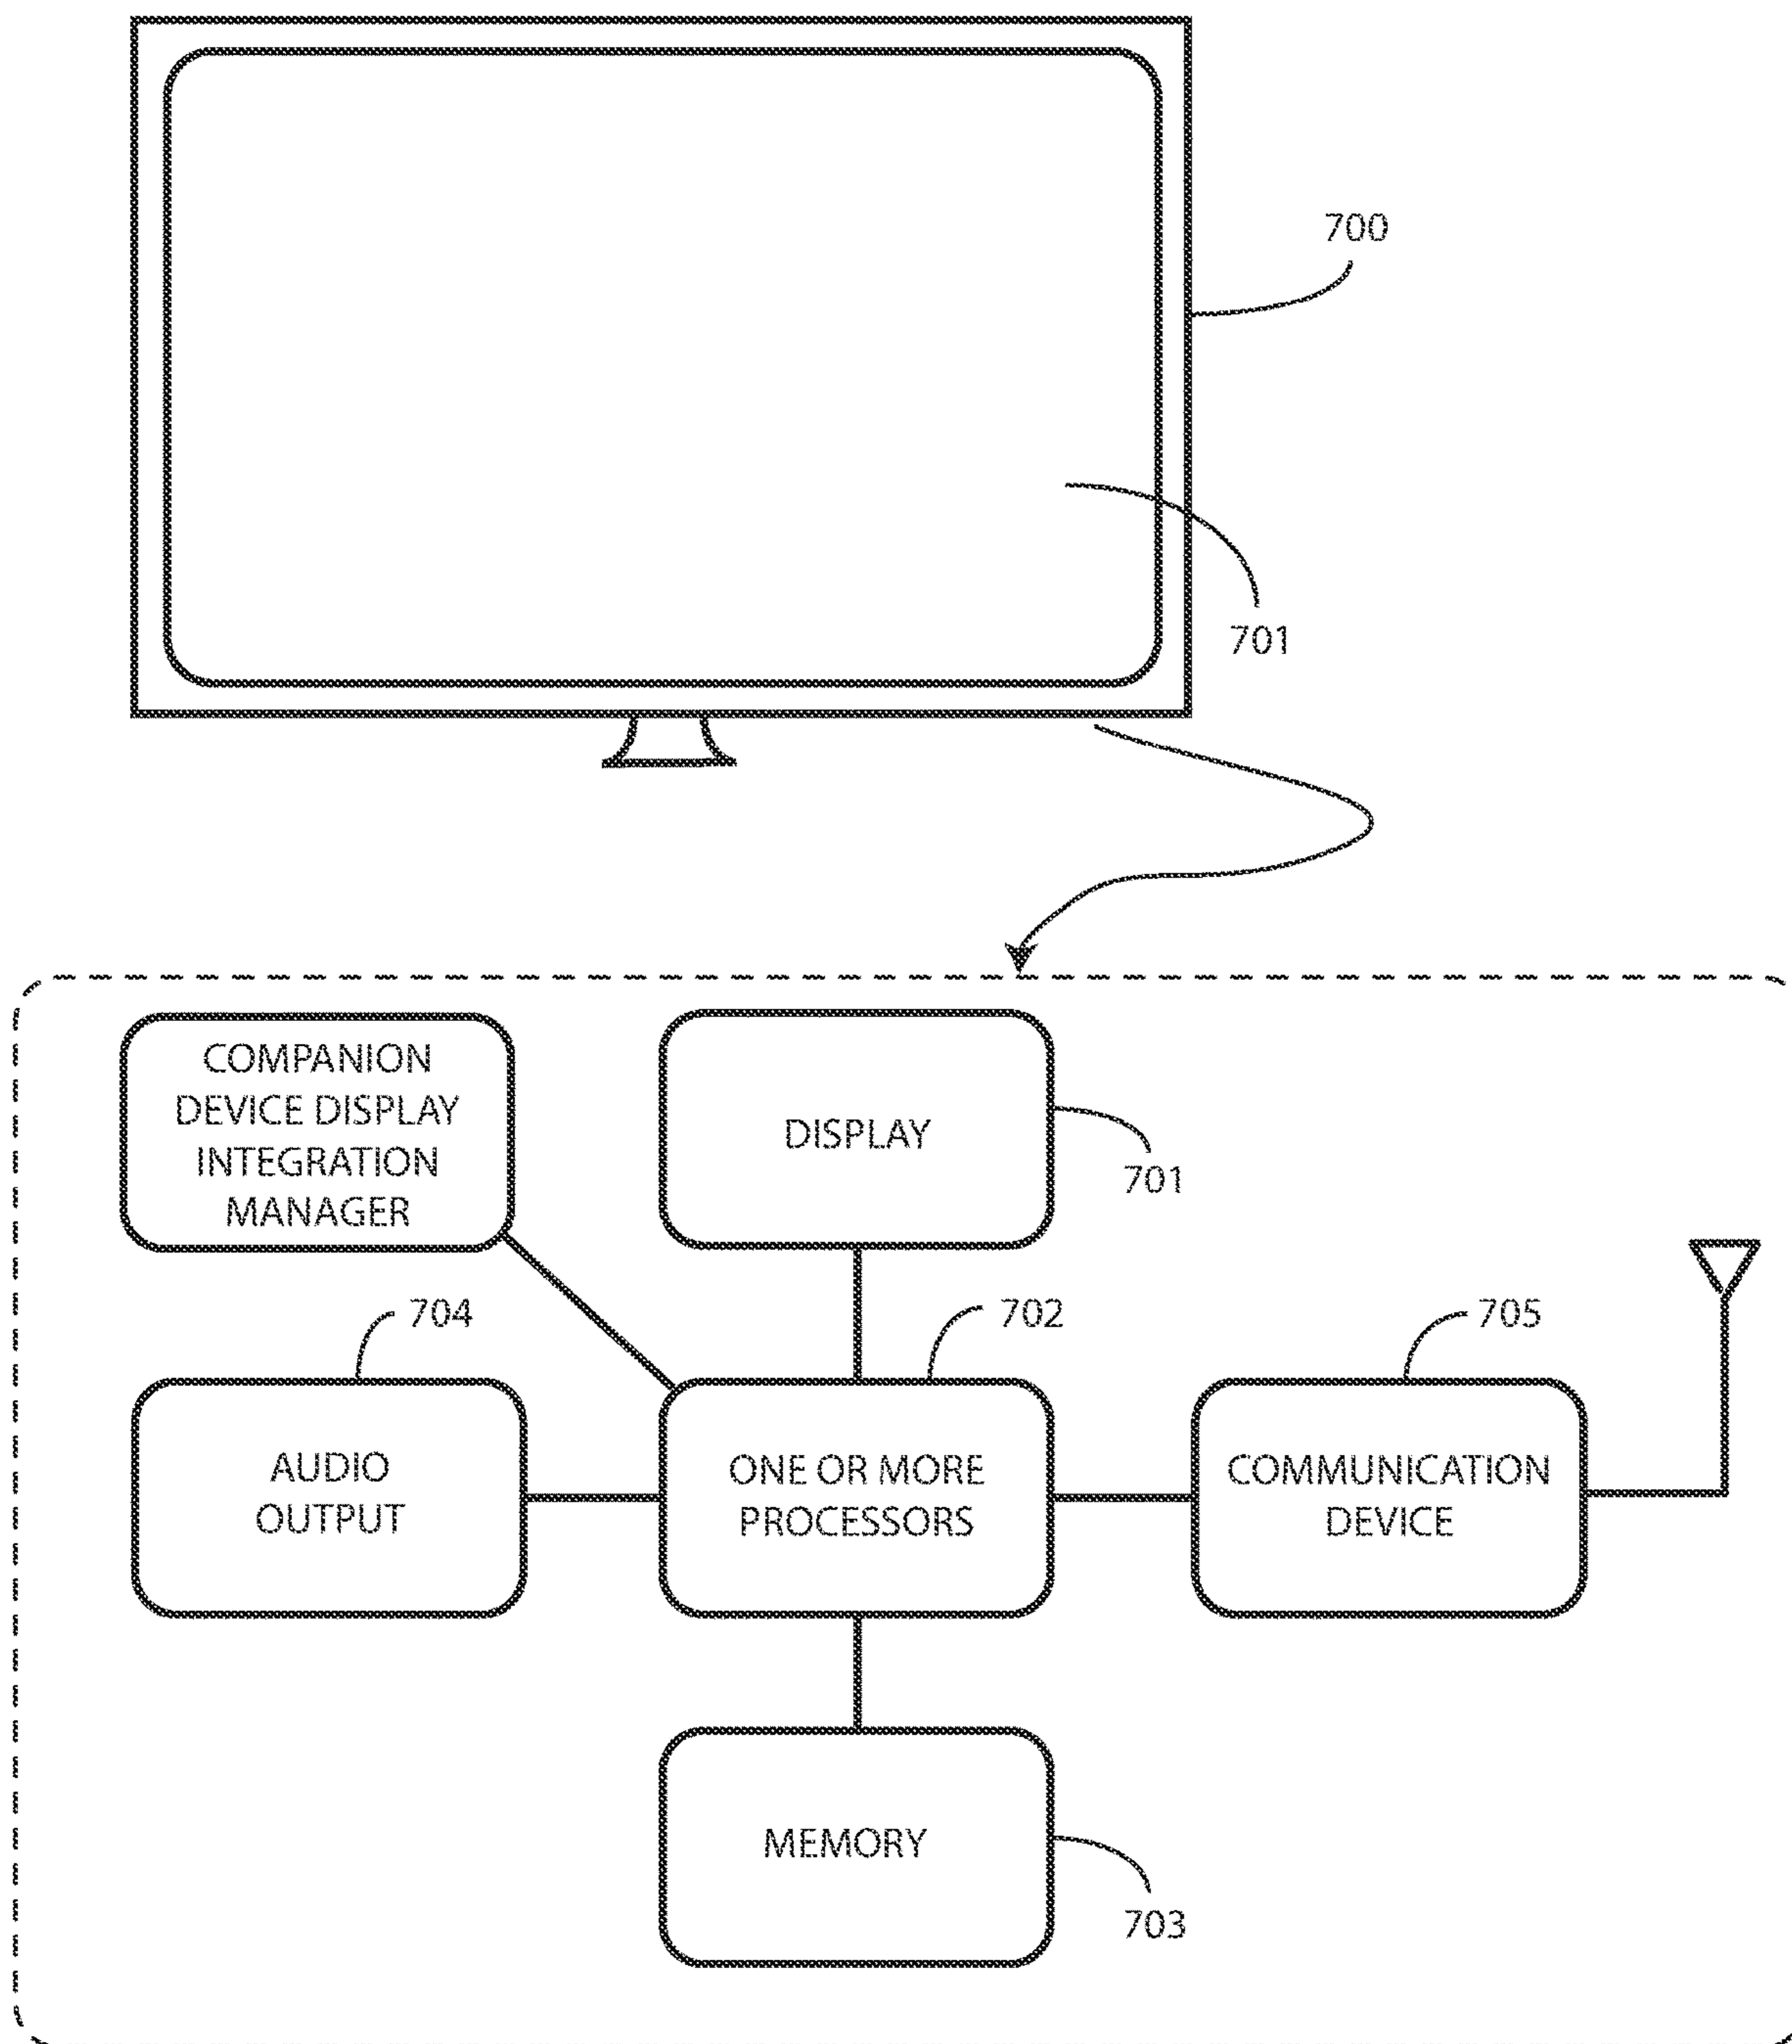 700
701
COMPANION
DEVICE DISPLAY
INTEGRATION
MANAGER
DISPLAY
701
704
702
705
AUDIO
OUTPUT
ONE OR MORE
PROCESSORS
COMMUNICATION
DEVICE
MEMORY
703